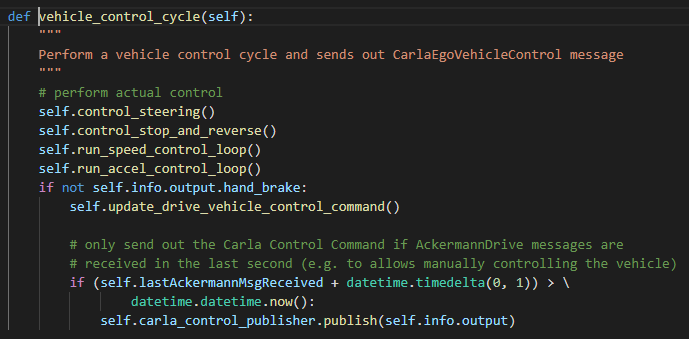 def vehicle_control_cycle(self):
    """
    Perform a vehicle control cycle and sends out CarlaEgoVehicleControl message
    """
    # perform actual control
    self.control_steering()
    self.control_stop_and_reverse()
    self.run_speed_control_loop()
    self.run_accel_control_loop()
    if not self.info.output.hand_brake:
        self.update_drive_vehicle_control_command()

        # only send out the Carla Control Command if AckermannDrive messages are
        # received in the last second (e.g. to allows manually controlling the vehicle)
        if (self.lastAckermannMsgReceived + datetime.timedelta(0, 1)) > \
                datetime.datetime.now():
            self.carla_control_publisher.publish(self.info.output)